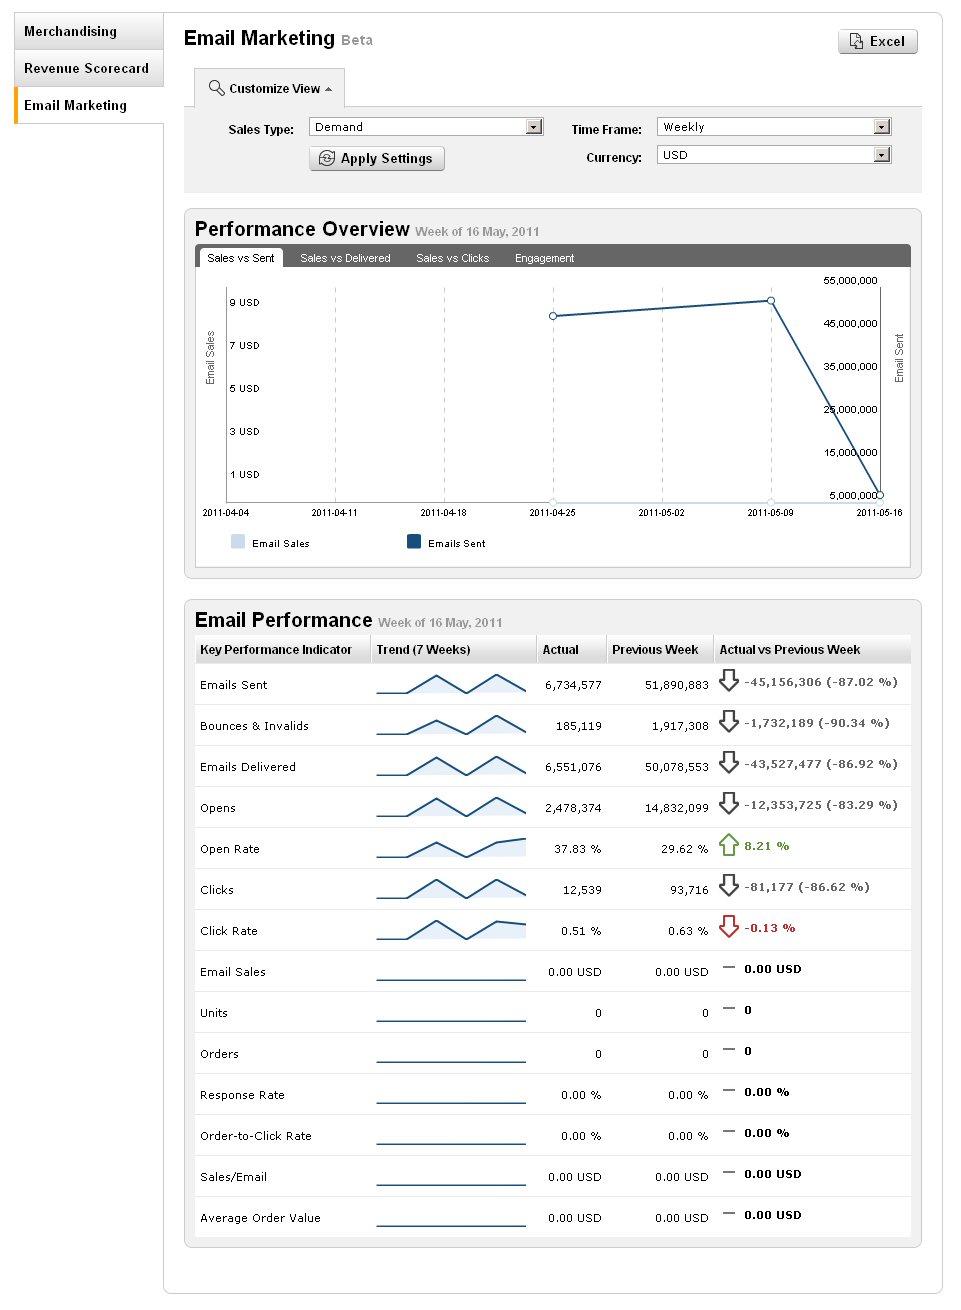 Merchandising
Revenue Scorecard
Email Marketing
Email Marketing Beta
Excel
Customize View
Sales Type: Demand Time Frame: Weekly
Apply Settings Currency: USD
Performance Overview Week of 16 May, 2011
Sales vs Sent Sales vs Delivered Sales vs Clicks Engagement
55,000,000
9 USD
45,000,000
7 USD
Email Sales
Email Sent
35,000,000
5 USD
25,000,000
3 USD
15,000,000
1 USD
5,000,000
2011-04-04 2011-04-11 2011-04-18 2011-04-25 2011-05-02 2011-05-09 2011-05-16
Email Sales Emails Sent
Email Performance Week of 16 May, 2011
Key Performance Indicator Trend (7 Weeks) Actual Previous Week Actual vs Previous Week
Emails Sent 6,734,577 51,890,883 -45,156,306 (-87.02 %)
Bounces & Invalids 185,119 1,917,308 -1,732,189 (-90.34 %)
Emails Delivered 6,551,076 50,078,553 -43,527,477 (-86.92 %)
Opens 2,478,374 14,832,099 -12,353,725 (-83.29 %)
Open Rate 37.83 % 29.62 % 8.21 %
Clicks 12,539 93,716 -81,177 (-86.62 %)
Click Rate 0.51 % 0.63 % -0.13 %
Email Sales 0.00 USD 0.00 USD 0.00 USD
Units 0 0 0
Orders 0 0 0
Response Rate 0.00 % 0.00 % 0.00 %
Order-to-Click Rate 0.00 % 0.00 % 0.00 %
Sales/Email 0.00 USD 0.00 USD 0.00 USD
Average Order Value 0.00 USD 0.00 USD 0.00 USD